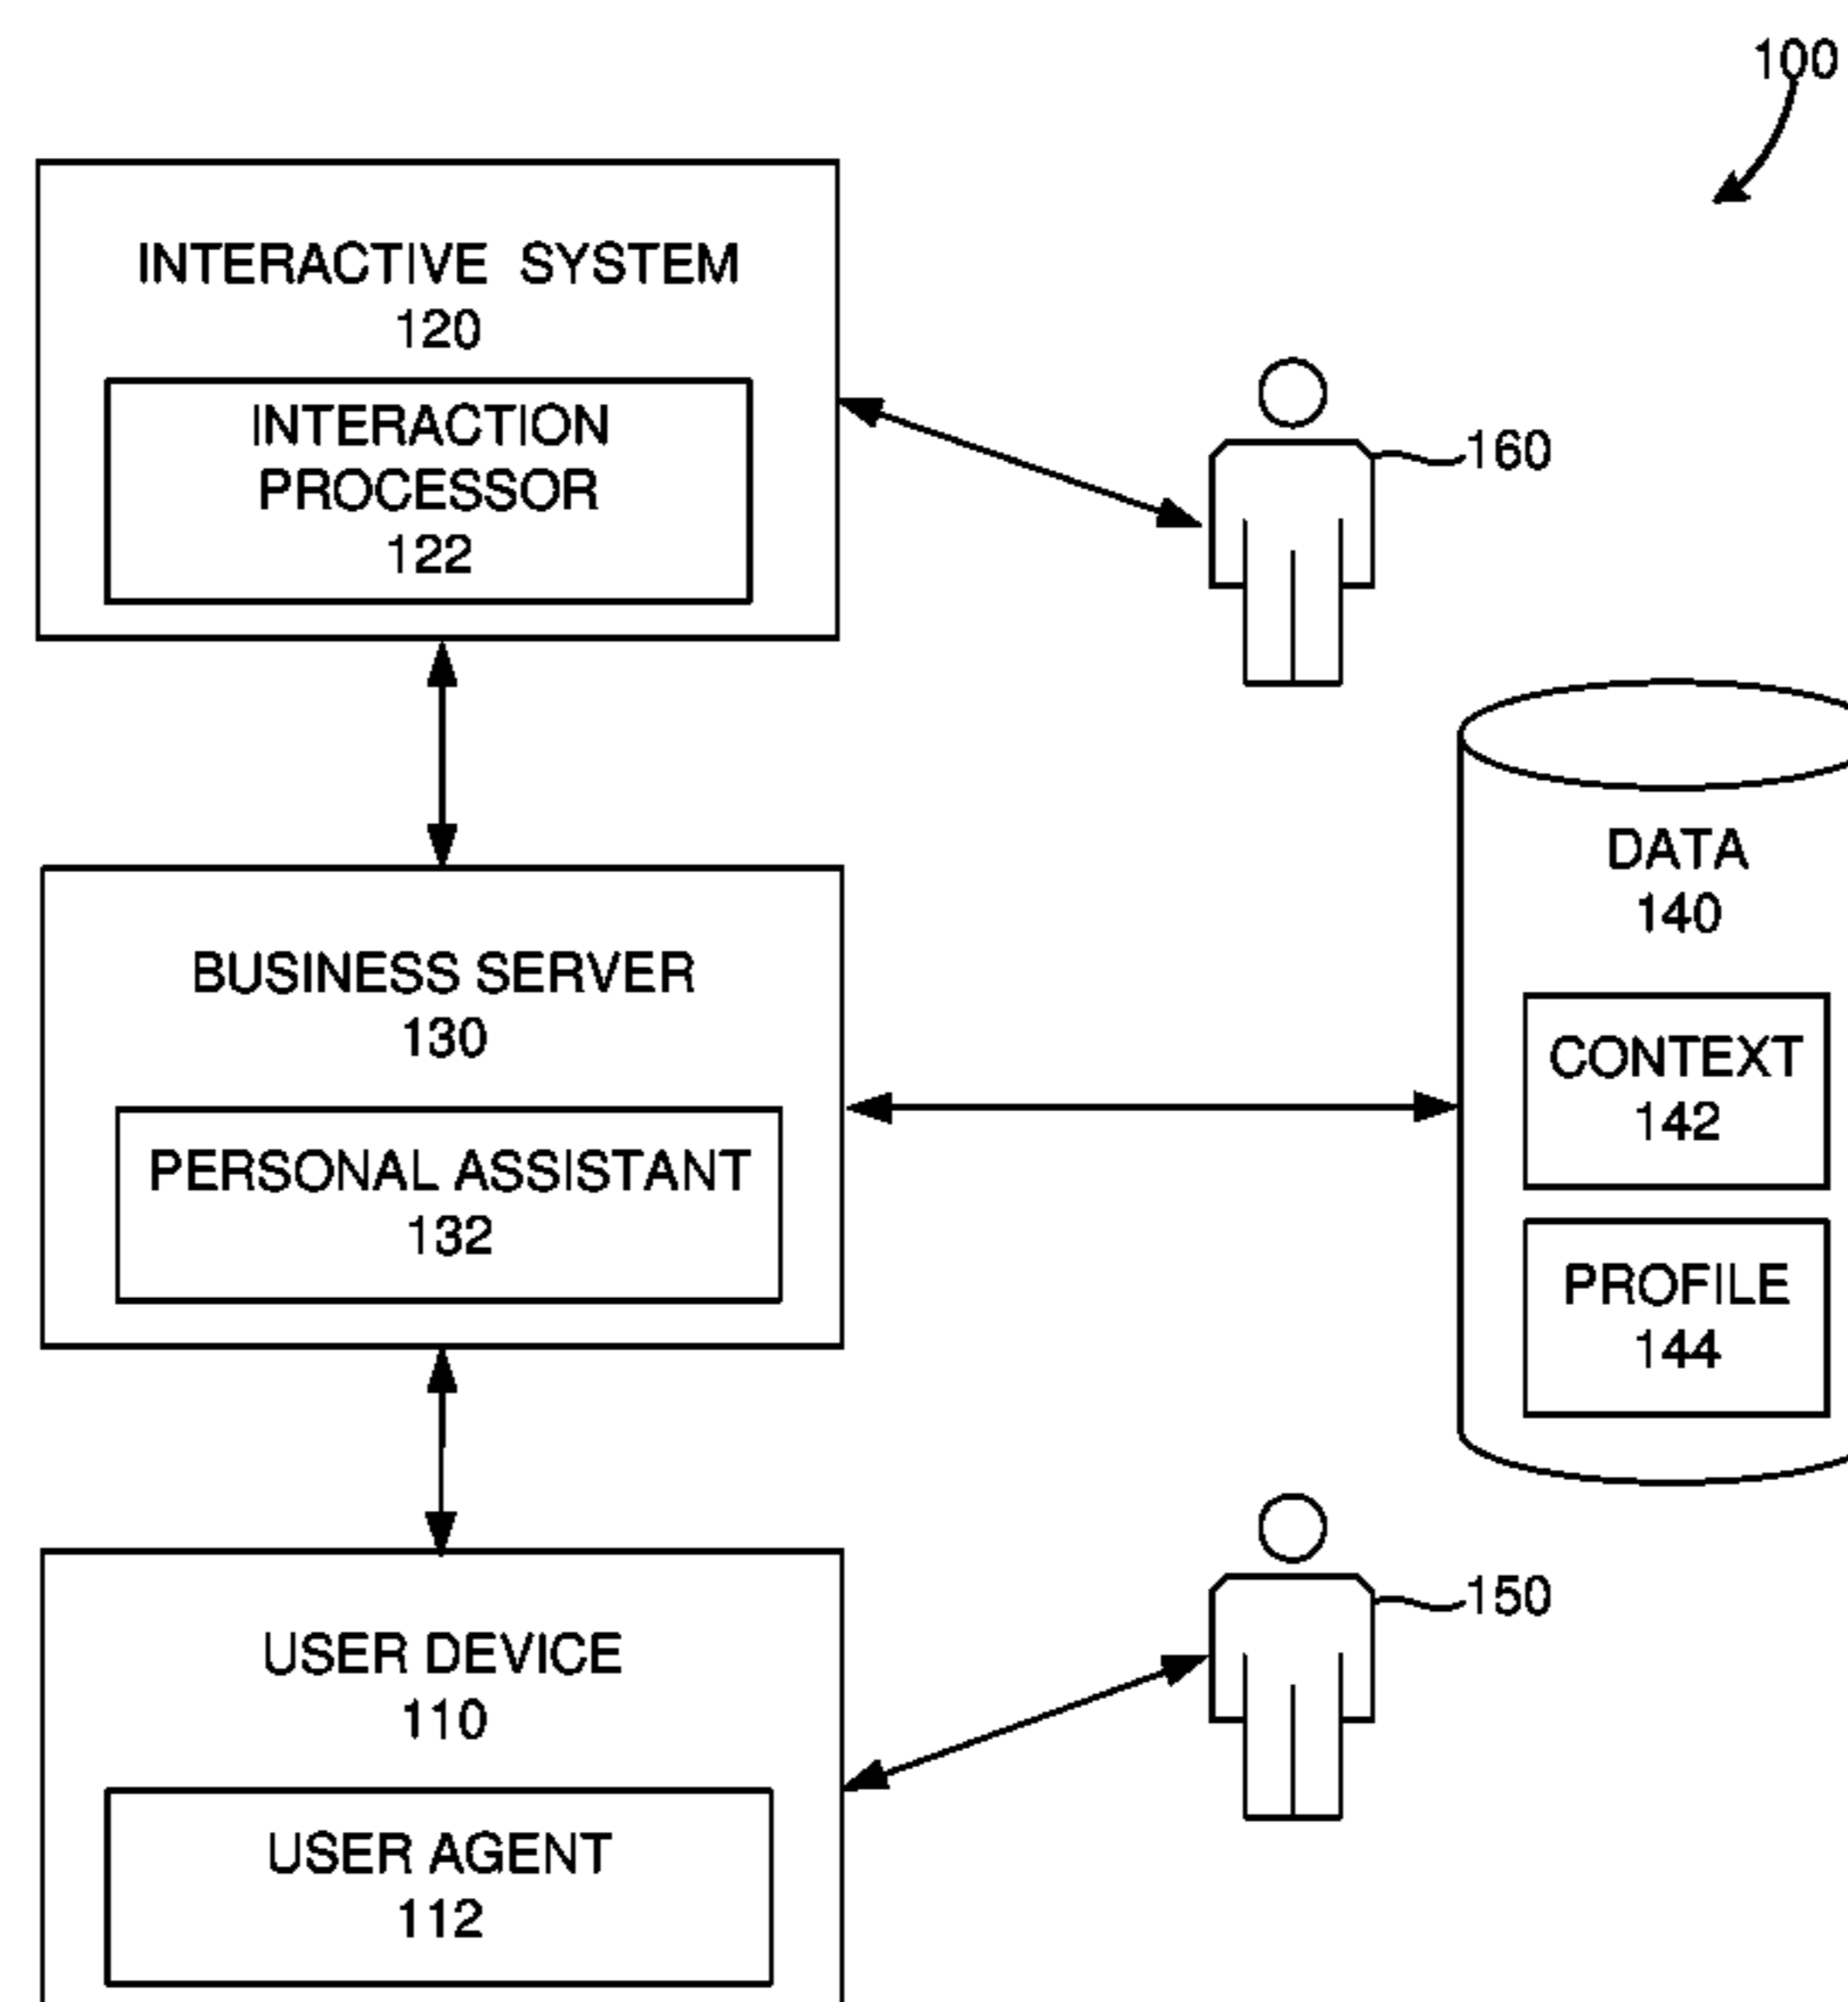 100
INTERACTIVE SYSTEM
120
INTERACTION
PROCESSOR
122
160
DATA
140
BUSINESS SERVER
130
CONTEXT
142
PERSONAL ASSISTANT
132
PROFILE
144
150
USER DEVICE
110
USER AGENT
112